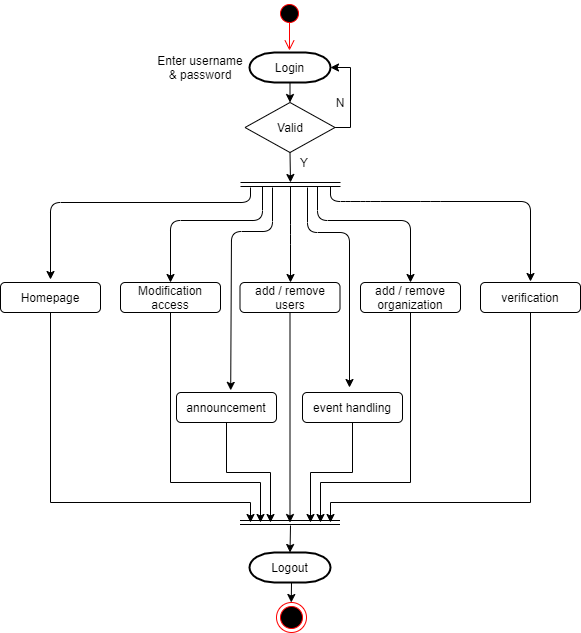 Enter username
& password
Login
N
Valid
Y
Homepage
Modification
access
add / remove
users
add / remove
organization
verification
announcement
event handling
Logout